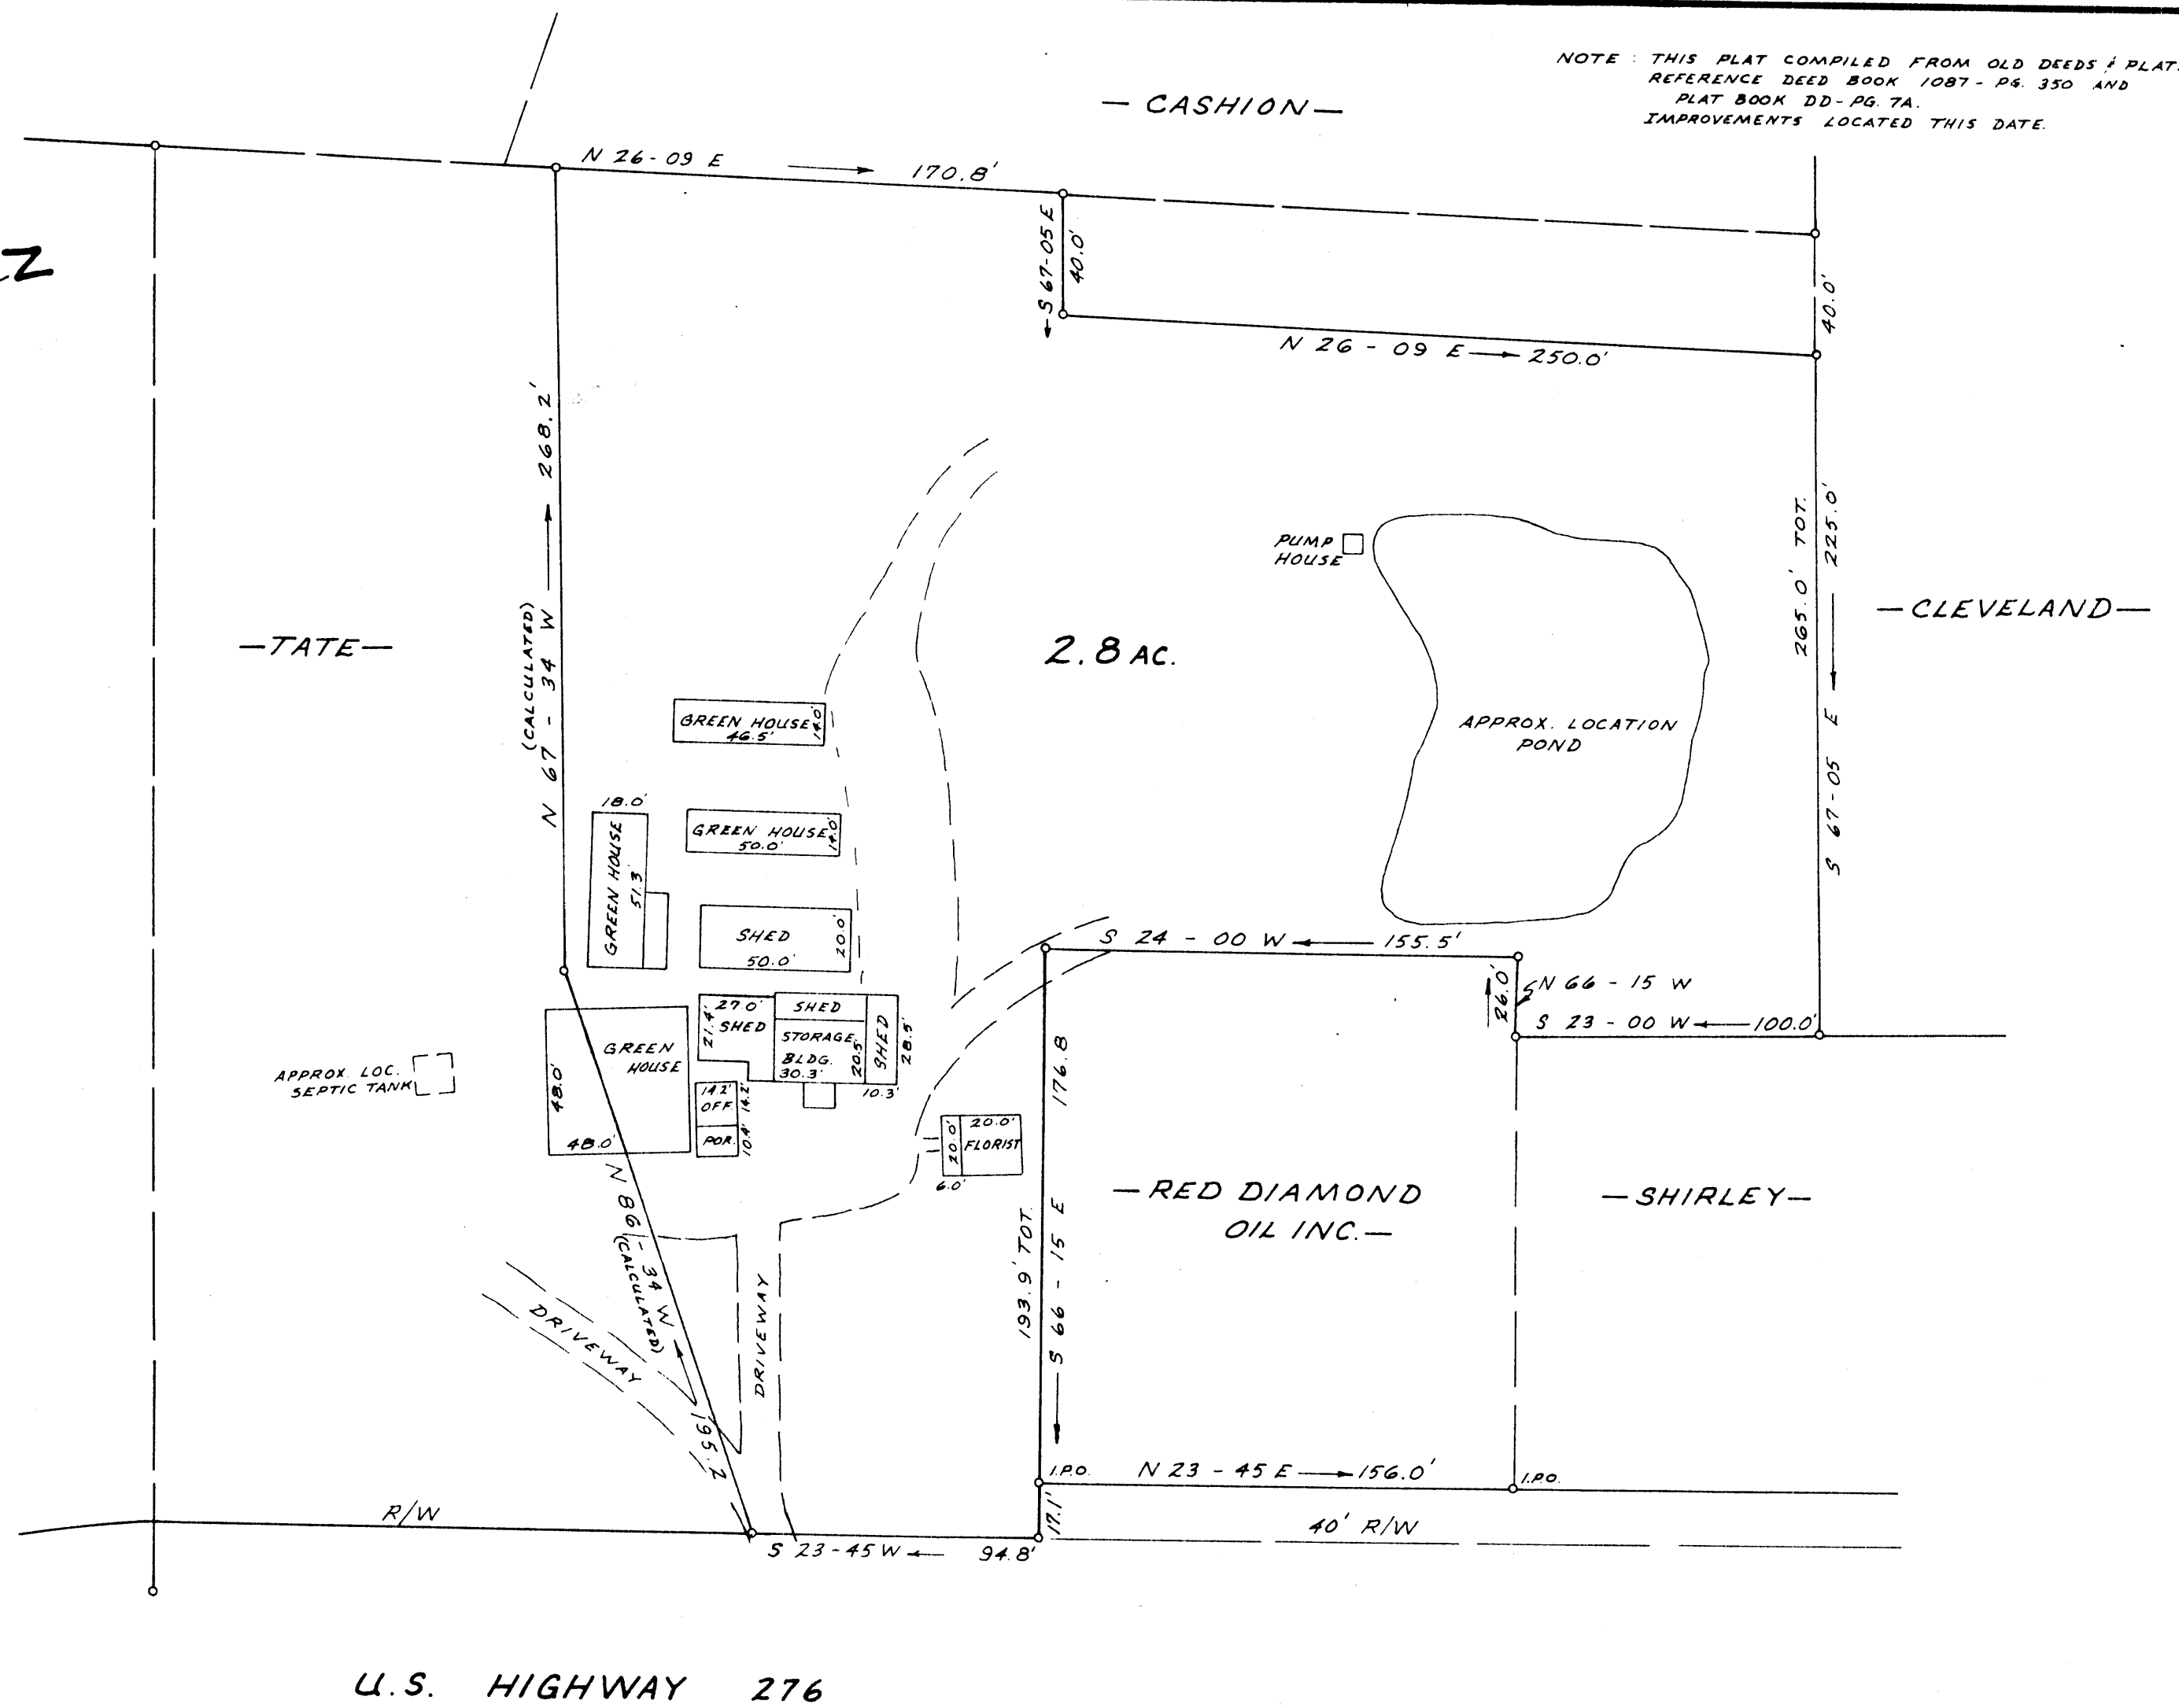 NOTE : THIS PLAT COMPILED FROM OLD DEEDS & PLAT
REFERENCE DEED BOOK 1087 - PG. 350 AND
PLAT BOOK DD - PG. 7A.
IMPROVEMENTS LOCATED THIS DATE.
— CASHION —
N 26 - 09 E 170.8'
S 67-05 E
40.0'
40.0'
N
N 26 - 09 E 250.0'
N 67 - 34 W 268.2'
(CALCULATED)
265.0' TOT.
S 67-05 E 225.0'
PUMP
HOUSE
— TATE —
2.8 AC.
— CLEVELAND —
APPROX. LOCATION
POND
GREEN HOUSE
46.5'
14.0'
GREEN HOUSE
50.0'
14.0'
18.0'
GREEN HOUSE
51.3'
SHED
50.0'
20.0'
S 24 - 00 W 155.5'
26.0'
N 66 - 15 W
S 23 - 00 W 100.0'
27.0'
21.4'
SHED
SHED
STORAGE
BLDG.
30.3'
20.5'
SHED
28.5'
10.3'
GREEN
HOUSE
48.0'
48.0'
APPROX. LOC.
SEPTIC TANK
14.2'
OFF.
14.2'
POR.
10.4'
20.0'
20.0'
FLORIST
6.0'
176.8
193.9' TOT.
S 66 - 15 E
— RED DIAMOND
OIL INC. —
— SHIRLEY —
N 86 - 34 W 195.2
(CALCULATED)
DRIVEWAY
DRIVEWAY
I.P.O.
N 23 - 45 E 156.0'
I.P.O.
R/W
17.1'
40' R/W
S 23-45 W 94.8'
U.S. HIGHWAY 276